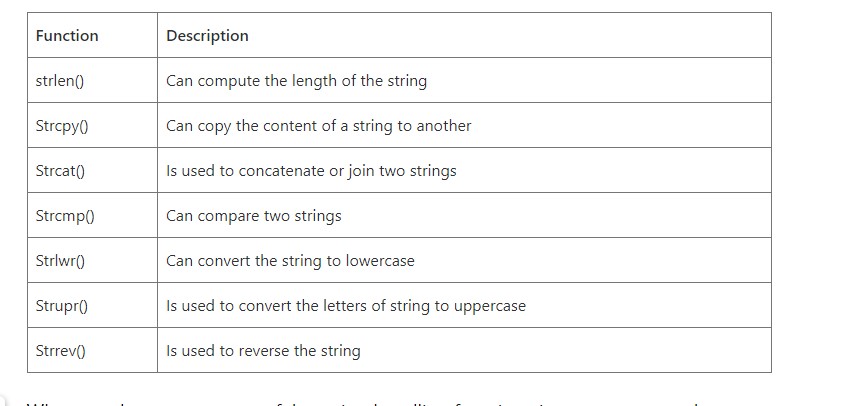 Function Description
strlen() Can compute the length of the string
Strcpy() Can copy the content of a string to another
Strcat() Is used to concatenate or join two strings
Strcmp() Can compare two strings
Strlwr() Can convert the string to lowercase
Strupr() Is used to convert the letters of string to uppercase
Strrev() Is used to reverse the string